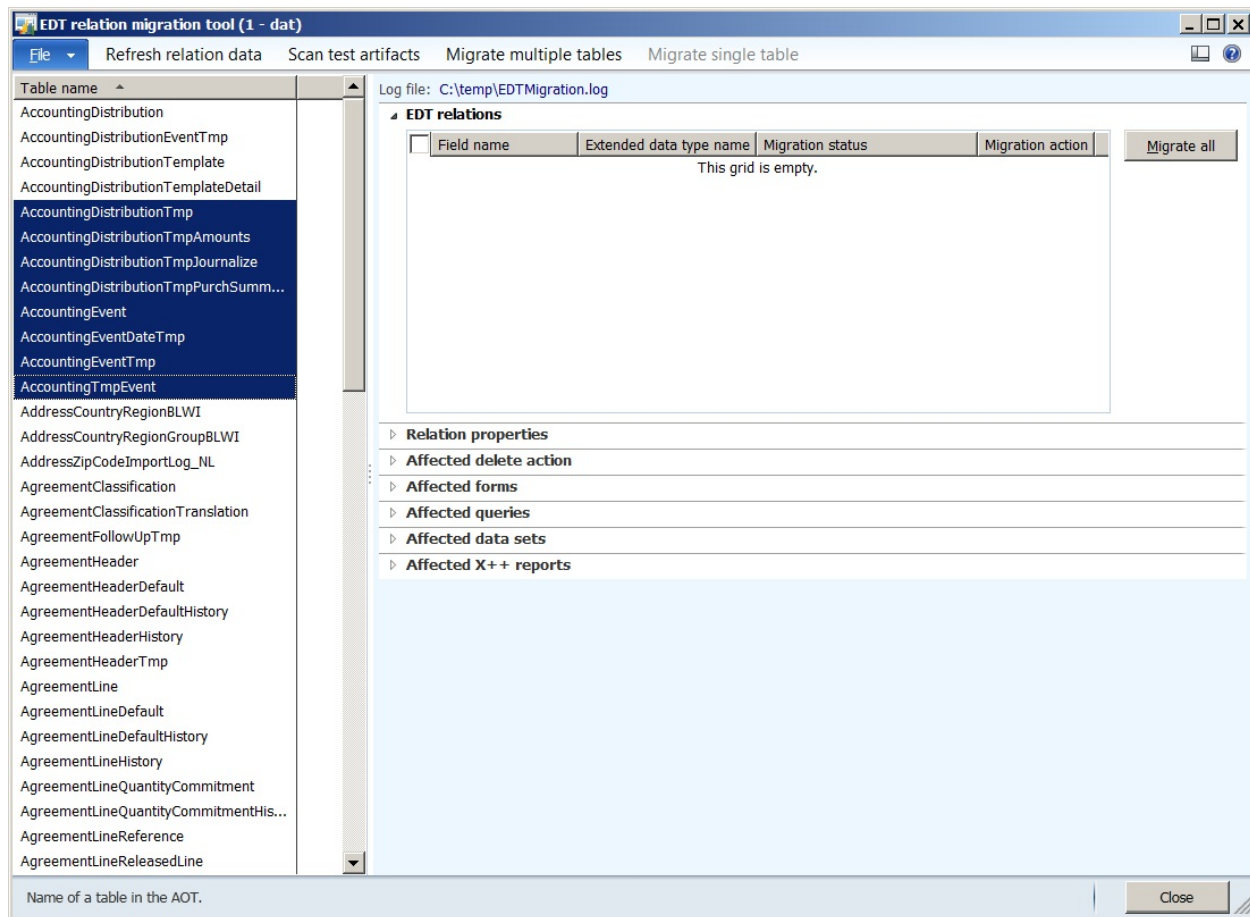 EDT relation migration tool (1 - dat)
File Refresh relation data Scan test artifacts Migrate multiple tables Migrate single table
Table name
AccountingDistribution
AccountingDistributionEventTmp
AccountingDistributionTemplate
AccountingDistributionTemplateDetail
AccountingDistributionTmp
AccountingDistributionTmpAmounts
AccountingDistributionTmpJournalize
AccountingDistributionTmpPurchSumm...
AccountingEvent
AccountingEventDateTmp
AccountingEventTmp
AccountingTmpEvent
AddressCountryRegionBLWI
AddressCountryRegionGroupBLWI
AddressZipCodeImportLog_NL
AgreementClassification
AgreementClassificationTranslation
AgreementFollowUpTmp
AgreementHeader
AgreementHeaderDefault
AgreementHeaderDefaultHistory
AgreementHeaderHistory
AgreementHeaderTmp
AgreementLine
AgreementLineDefault
AgreementLineDefaultHistory
AgreementLineHistory
AgreementLineQuantityCommitment
AgreementLineQuantityCommitmentHis...
AgreementLineReference
AgreementLineReleasedLine
Log file: C:\temp\EDTMigration.log
EDT relations
Field name Extended data type name Migration status Migration action
This grid is empty.
Migrate all
Relation properties
Affected delete action
Affected forms
Affected queries
Affected data sets
Affected X++ reports
Name of a table in the AOT.
Close